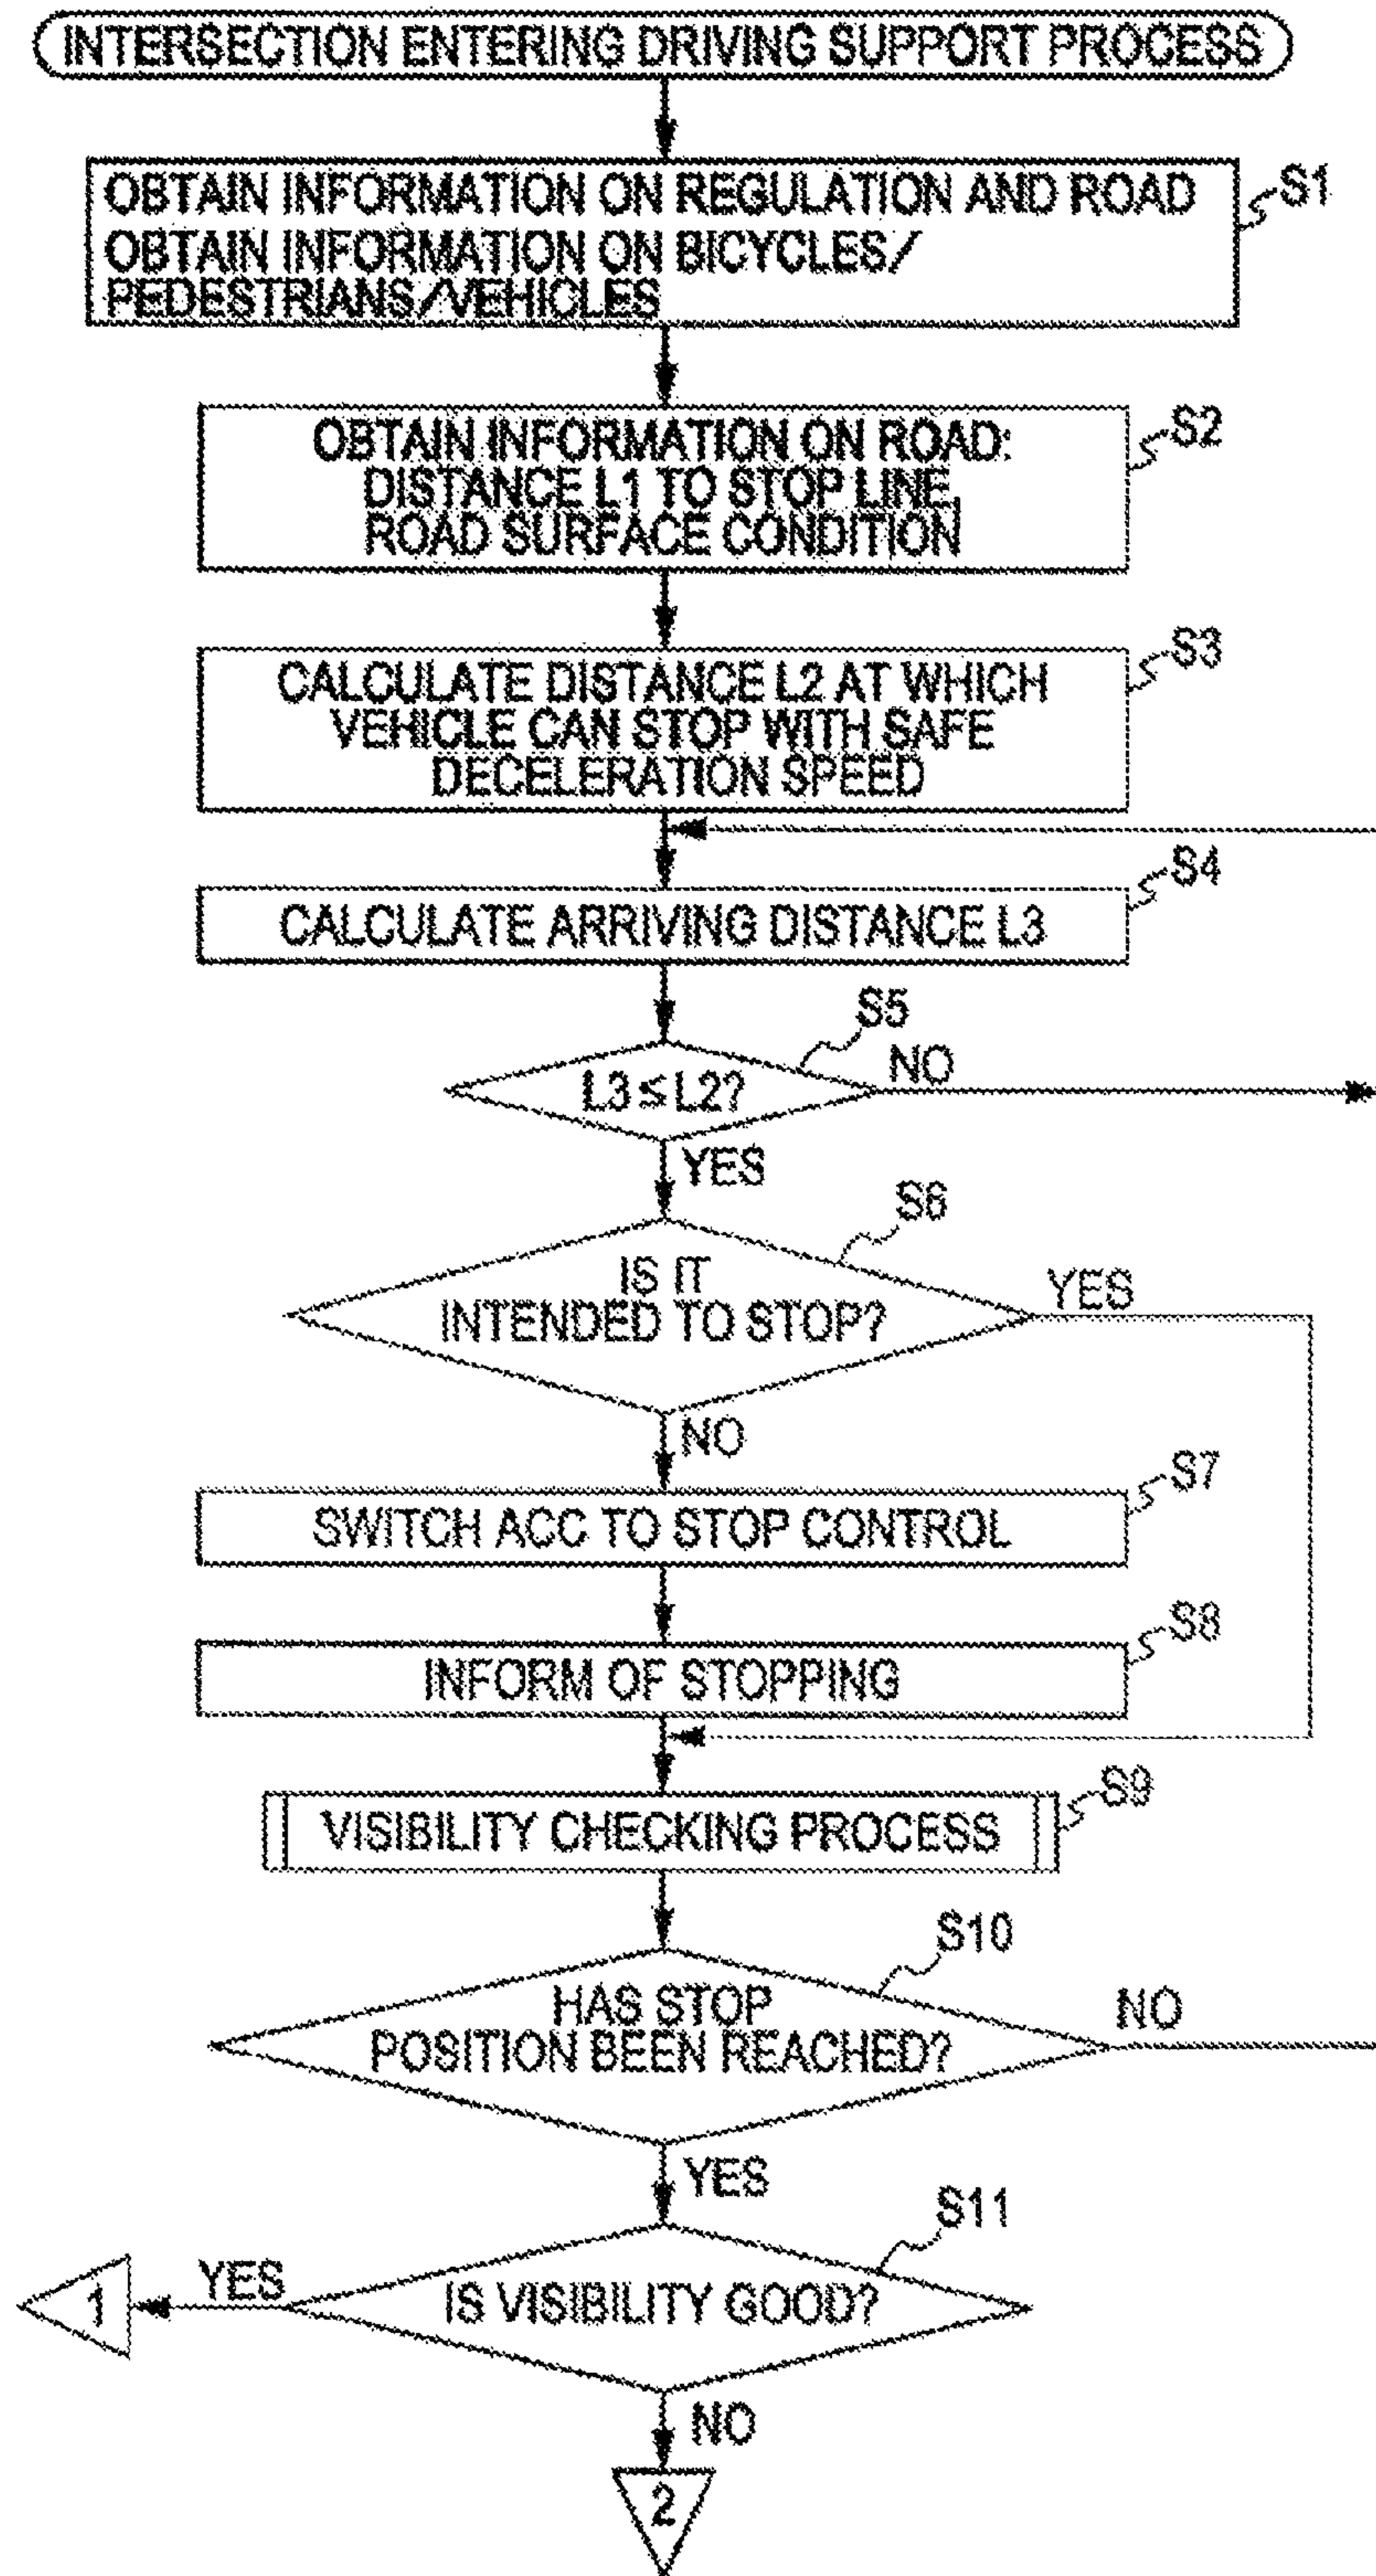 INTERSECTION ENTERING DRIVING SUPPORT PROCESS
OBTAIN INFORMATION ON REGULATION AND ROAD
OBTAIN INFORMATION ON BICYCLES/
PEDESTRIANS/VEHICLES
S1
OBTAIN INFORMATION ON ROAD:
DISTANCE L1 TO STOP LINE,
ROAD SURFACE CONDITION
S2
CALCULATE DISTANCE L2 AT WHICH
VEHICLE CAN STOP WITH SAFE
DECELERATION SPEED
S3
CALCULATE ARRIVING DISTANCE L3
S4
L3 ≤ L2?
S5
NO
YES
IS IT
INTENDED TO STOP?
S6
YES
NO
SWITCH ACC TO STOP CONTROL
S7
INFORM OF STOPPING
S8
VISIBILITY CHECKING PROCESS
S9
HAS STOP
POSITION BEEN REACHED?
S10
NO
YES
IS VISIBILITY GOOD?
S11
YES
1
NO
2